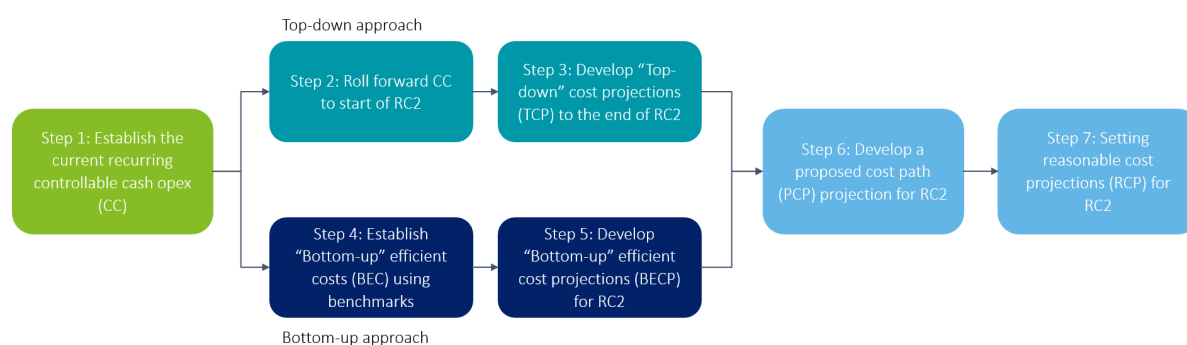 Top-down approach
Step 1: Establish the
current recurring
controllable cash opex
(CC)
Step 2: Roll forward CC
to start of RC2
Step 3: Develop “Top-
down” cost projections
(TCP) to the end of RC2
Step 4: Establish
“Bottom-up” efficient
costs (BEC) using
benchmarks
Step 5: Develop
“Bottom-up” efficient
cost projections (BECP)
for RC2
Bottom-up approach
Step 6: Develop a
proposed cost path
(PCP) projection for RC2
Step 7: Setting
reasonable cost
projections (RCP) for
RC2